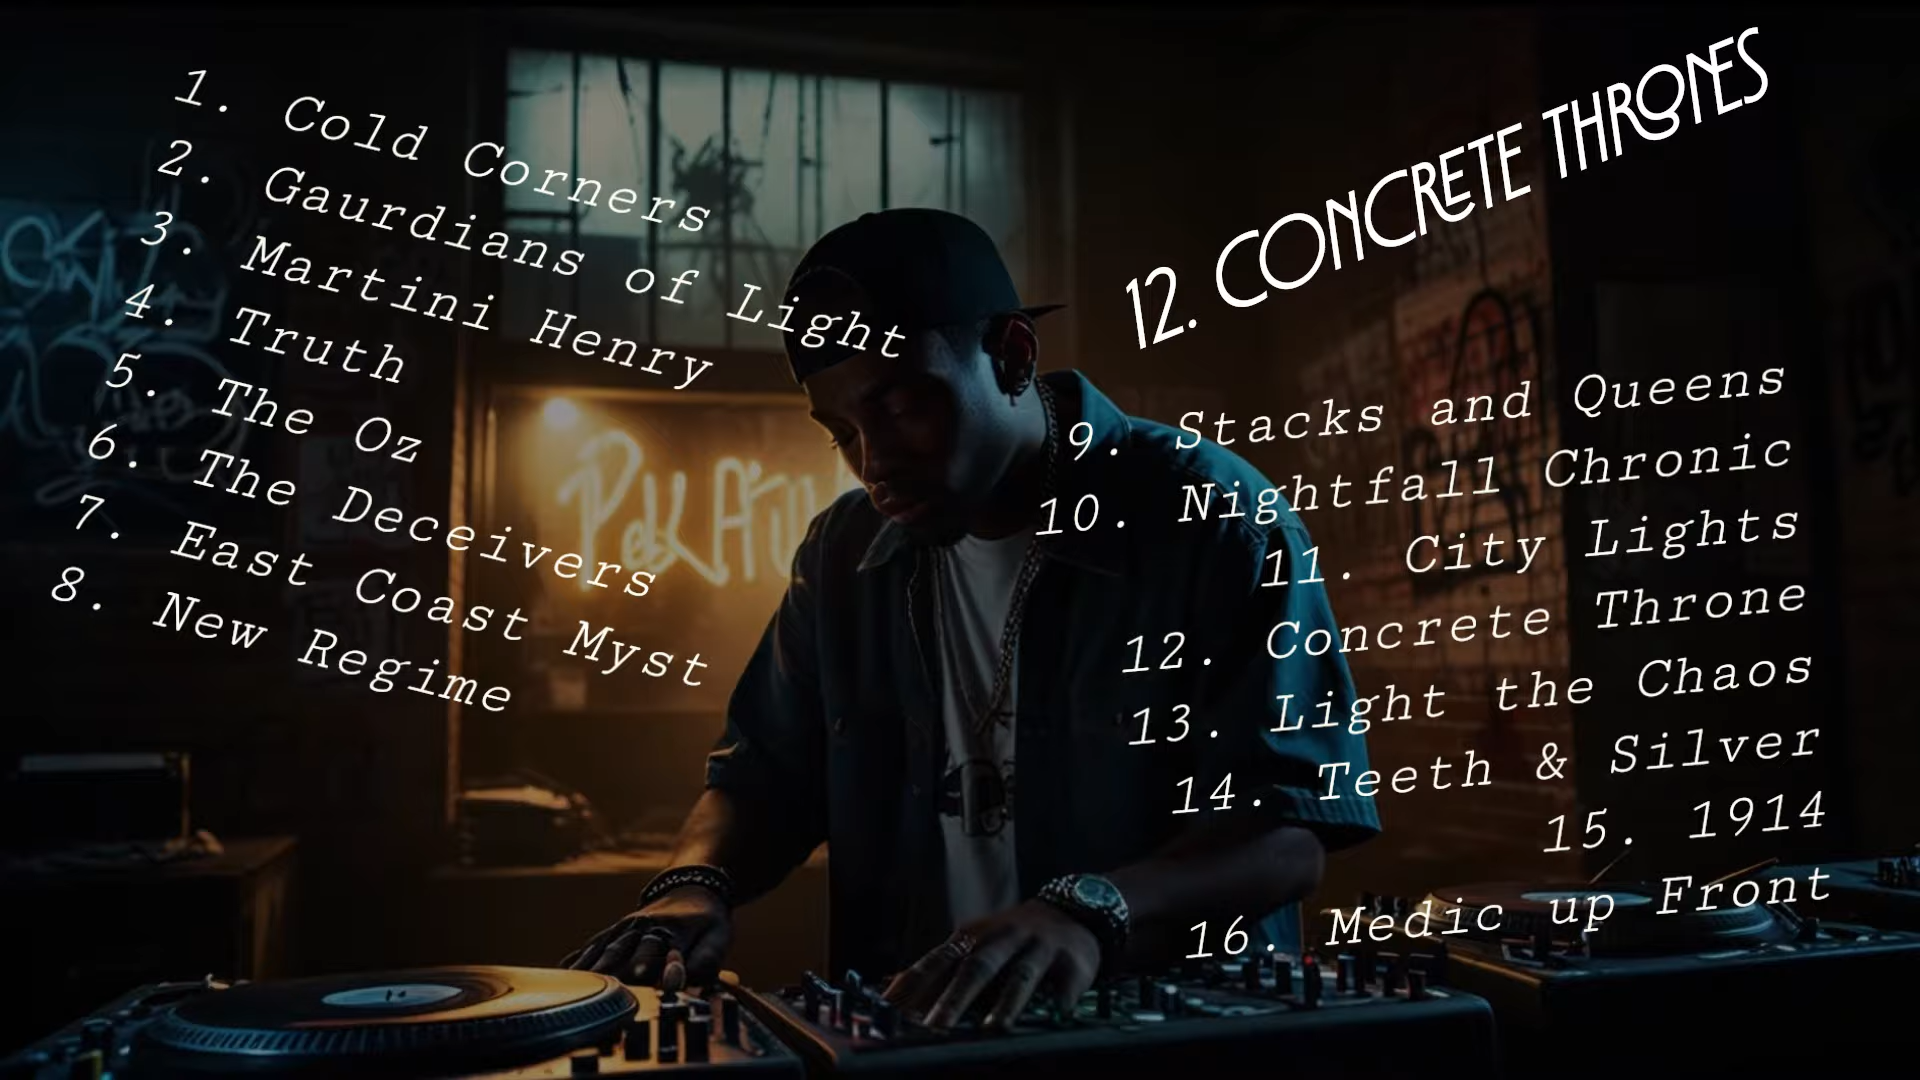 1. Cold Corners
2. Gaurdians of Light
3. Martini Henry
4. Truth
5. The Oz
6. The Deceivers
7. East Coast Myst
8. New Regime
12. CONCRETE THRONES
9. Stacks and Queens
10. Nightfall Chronic
11. City Lights
12. Concrete Throne
13. Light the Chaos
14. Teeth & Silver
15. 1914
16. Medic up Front